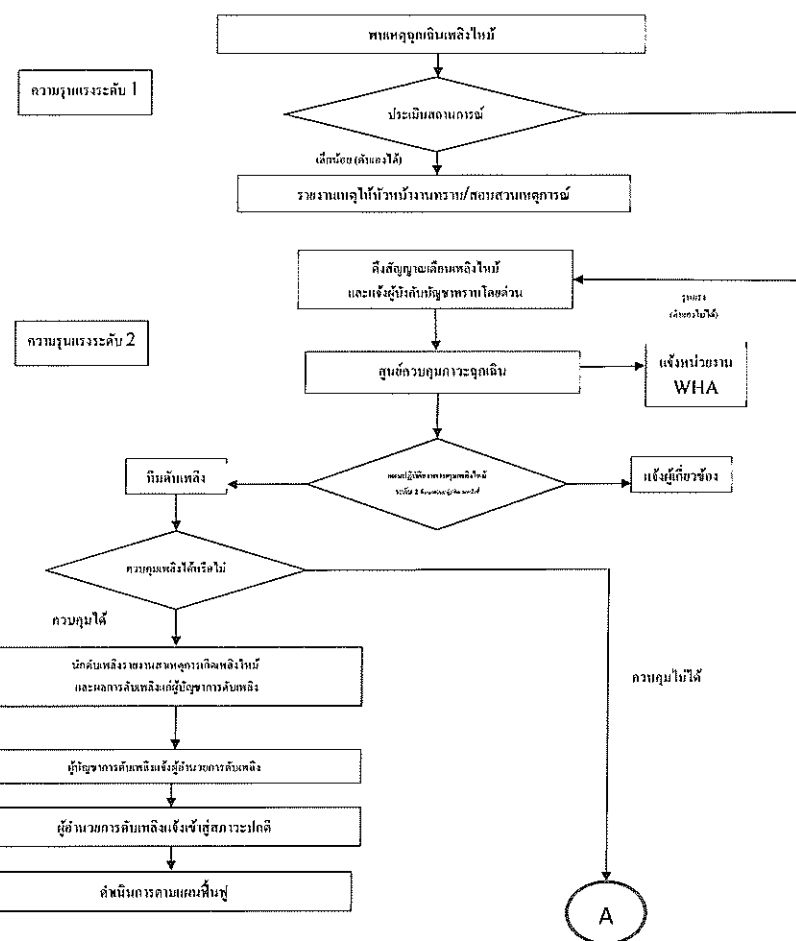 พบเหตุฉุกเฉินเพลิงไหม้
ความรุนแรงระดับ 1
ประเมินสถานการณ์
เล็กน้อย (ดับเองได้)
รายงานเหตุให้หัวหน้างานทราบ/สอบสวนเหตุการณ์
ดึงสัญญาณเตือนเพลิงไหม้
และแจ้งผู้บังคับบัญชาทราบโดยด่วน
รุนแรง
(ดับเองไม่ได้)
ความรุนแรงระดับ 2
ศูนย์ควบคุมภาวะฉุกเฉิน
แจ้งหน่วยงาน
WHA
ทีมดับเพลิง
ระดับ 2
แจ้งผู้เกี่ยวข้อง
ควบคุมเพลิงได้หรือไม่
ควบคุมได้
นักดับเพลิงรายงานสาเหตุการเกิดเพลิงไหม้
และผลการดับเพลิงแก่ผู้บัญชาการดับเพลิง
ควบคุมไม่ได้
ผู้บัญชาการดับเพลิงแจ้งผู้อำนวยการดับเพลิง
ผู้อำนวยการดับเพลิงแจ้งเข้าสู่สภาวะปกติ
ดำเนินการตามแผนฟื้นฟู
A